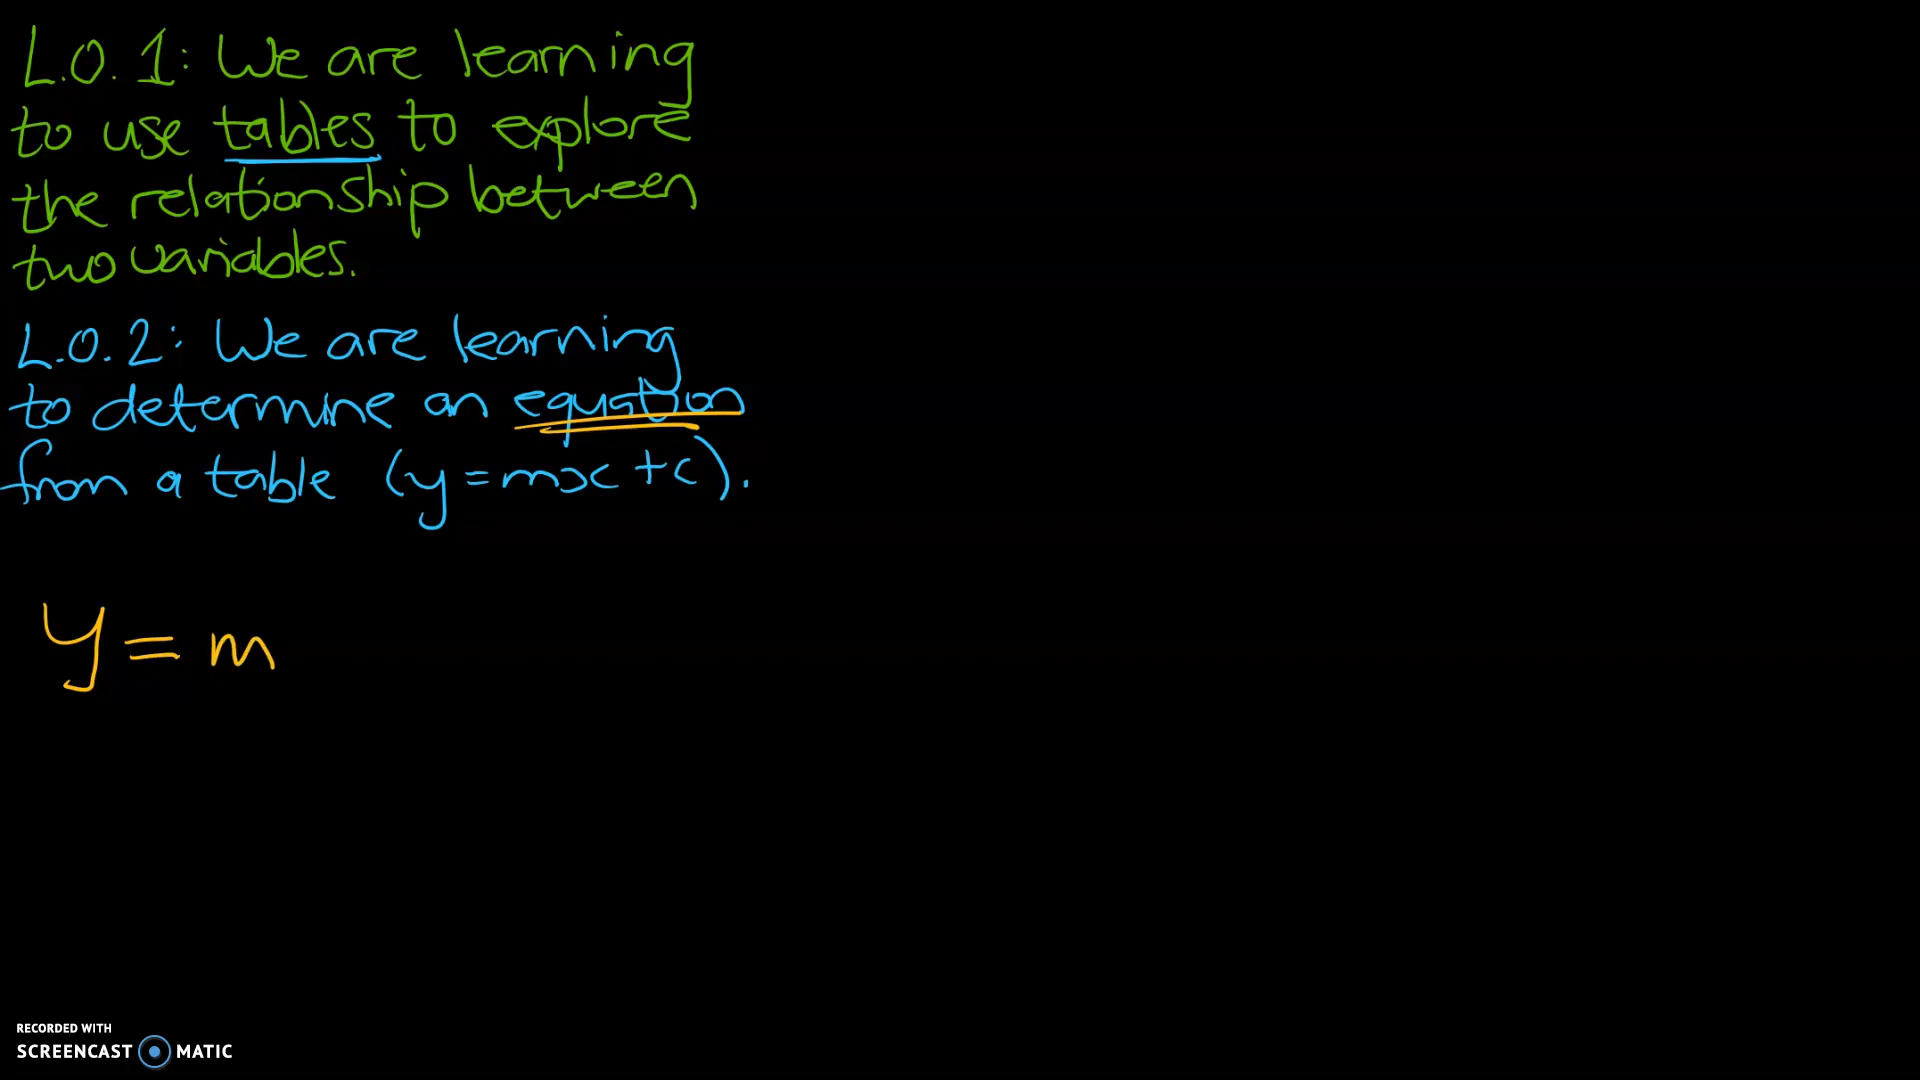 L.O. 1: We are learning
to use tables to explore
the relationship between
two variables.
L.O. 2: We are learning
to determine an equation
from a table (y=mx+c).
y = m
RECORDED WITH
SCREENCAST MATIC